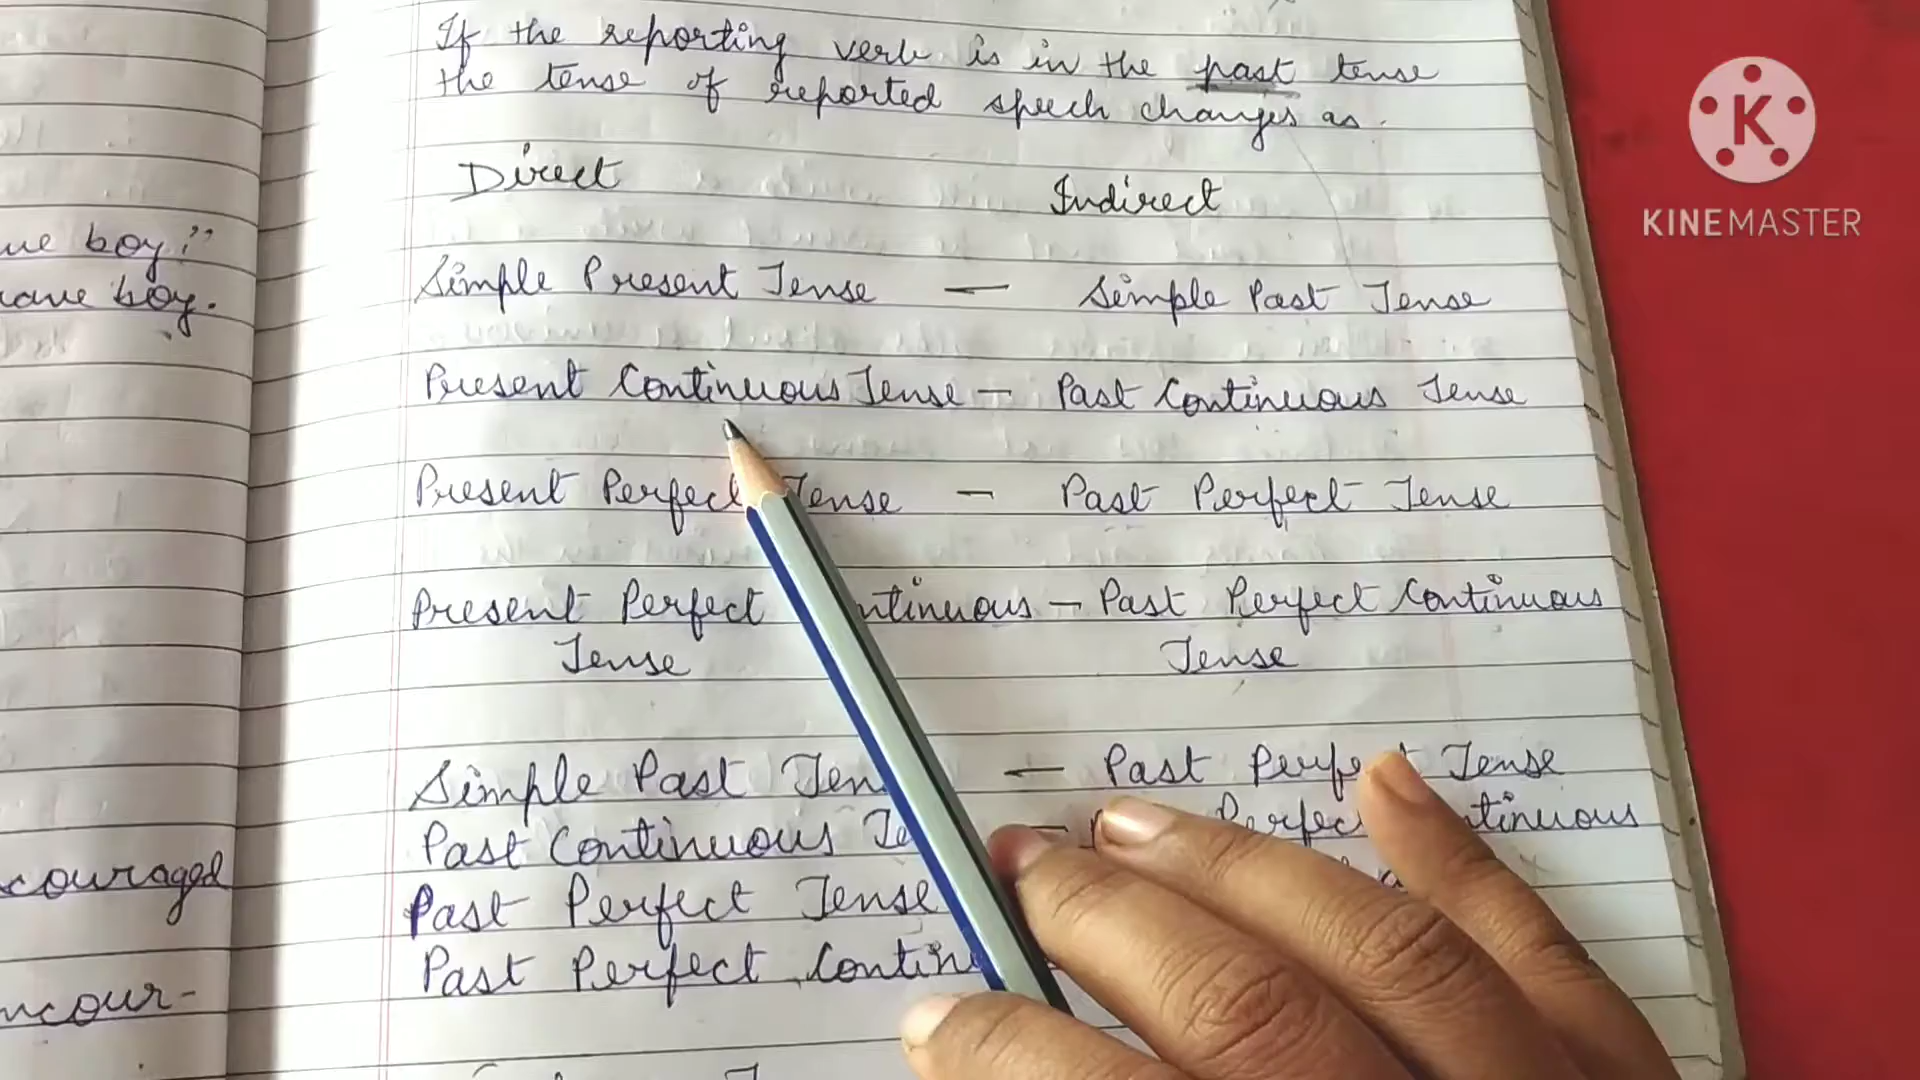 If the reporting verb is in the past tense
the tense of reported speech changes as.
Direct Indirect
Simple Present Tense — Simple Past Tense
Present Continuous Tense — Past Continuous Tense
Present Perfect Tense — Past Perfect Tense
Present Perfect — Past Perfect Continuous
Tense Tense
Simple Past — Past Perfect Tense
Past Continuous
Past Perfect Tense
Past Perfect
boy."
boy.
KINEMASTER